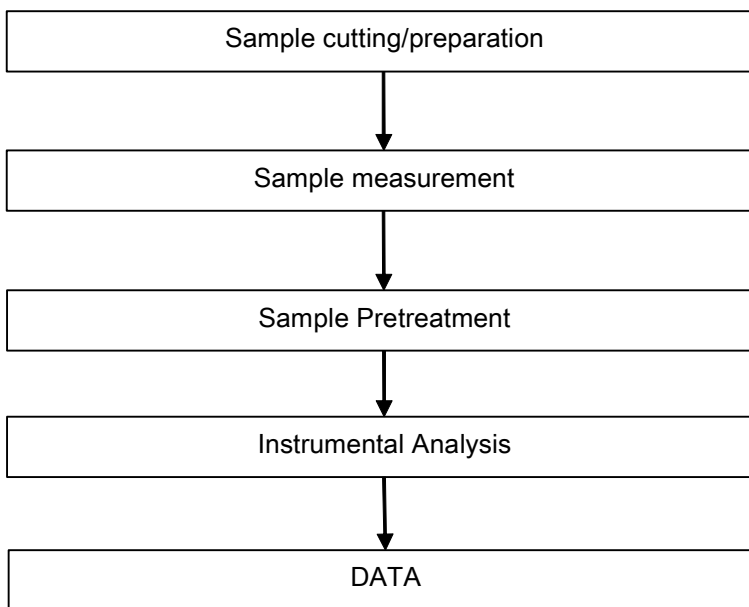 Sample cutting/preparation
Sample measurement
Sample Pretreatment
Instrumental Analysis
DATA